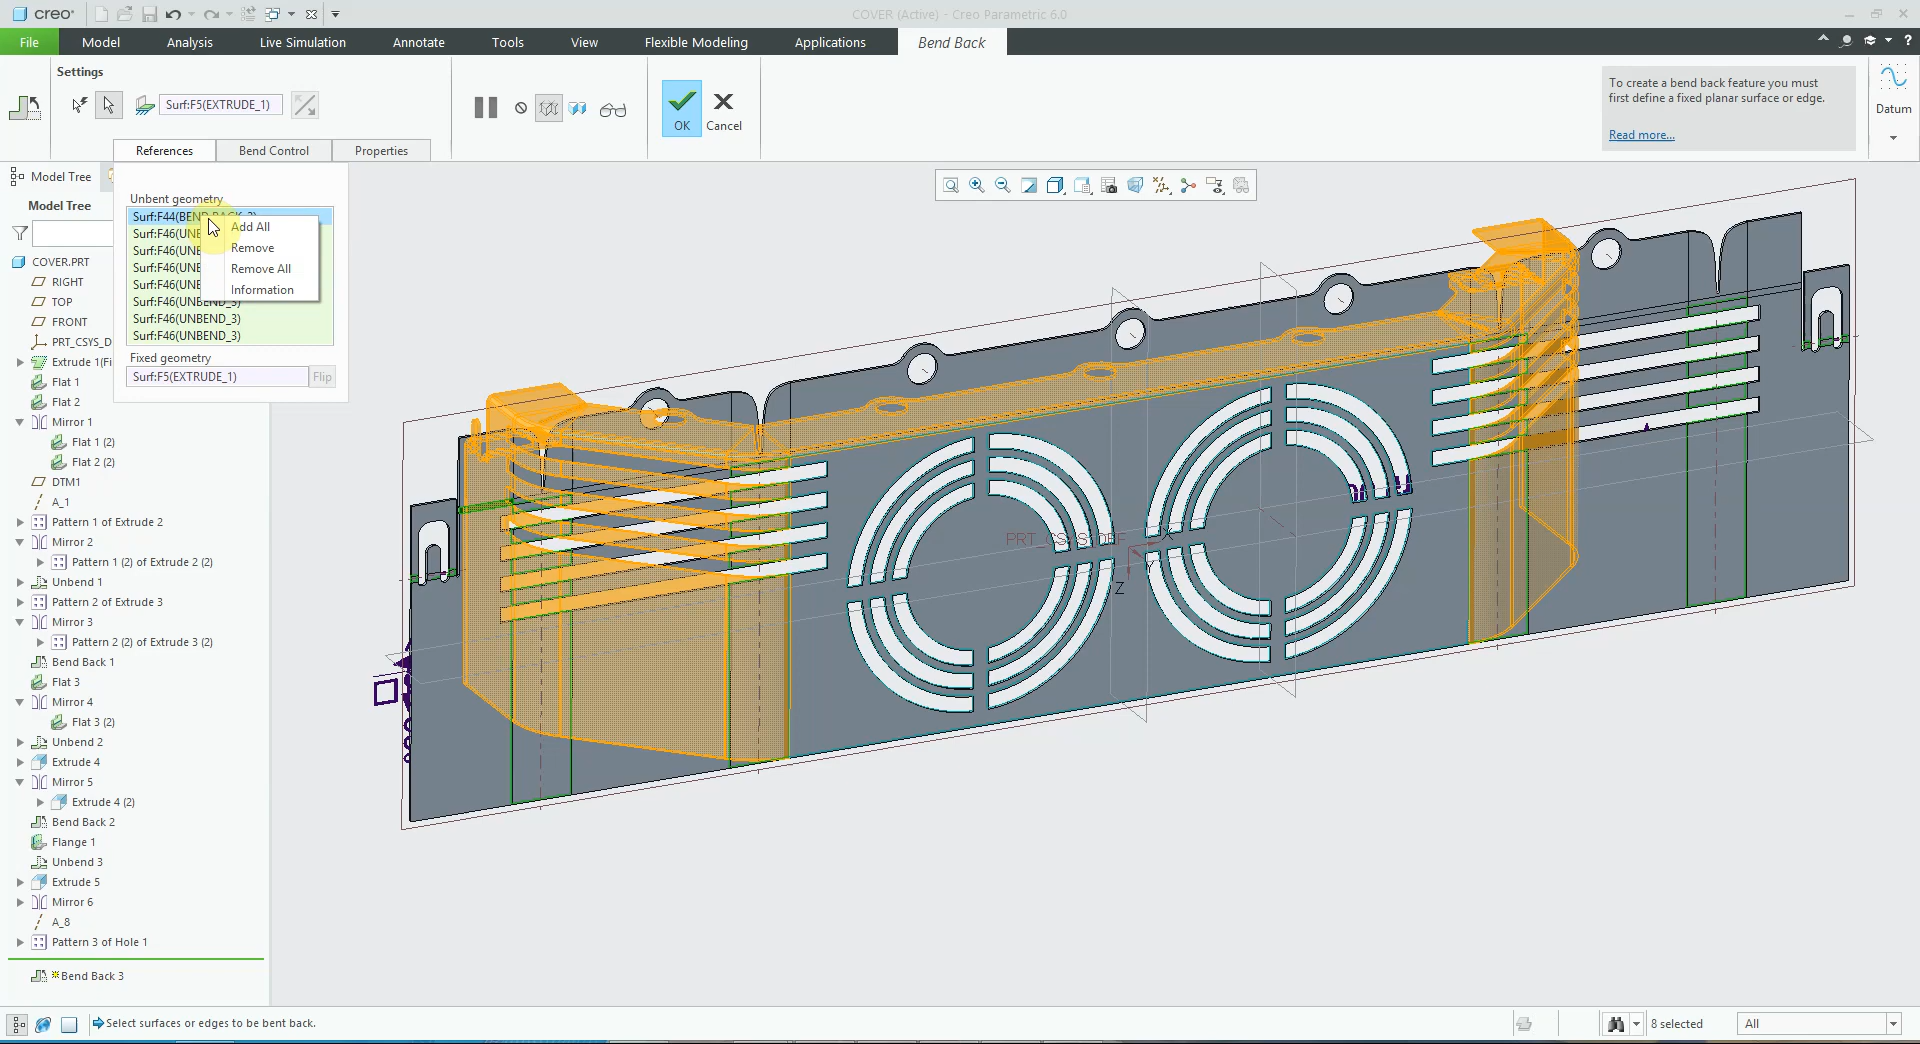 creo
COVER (Active) - Creo Parametric 6.0
File
Model
Analysis
Live Simulation
Annotate
Tools
View
Flexible Modeling
Applications
Bend Back
?
Settings
Surf:F5(EXTRUDE_1)
OK
Cancel
To create a bend back feature you must
first define a fixed planar surface or edge.
Read more...
Datum
References
Bend Control
Properties
Model Tree
Model Tree
Unbent geometry
Surf:F44(BEND_BACK_2)
Surf:F46(UNB
Surf:F46(UNB
Surf:F46(UNB
Surf:F46(UNB
Surf:F46(UNBEND_3)
Surf:F46(UNBEND_3)
Surf:F46(UNBEND_3)
Add All
Remove
Remove All
Information
Fixed geometry
Surf:F5(EXTRUDE_1)
Flip
COVER.PRT
RIGHT
TOP
FRONT
PRT_CSYS_D
Extrude 1(Fi
Flat 1
Flat 2
Mirror 1
Flat 1 (2)
Flat 2 (2)
DTM1
A_1
Pattern 1 of Extrude 2
Mirror 2
Pattern 1 (2) of Extrude 2 (2)
Unbend 1
Pattern 2 of Extrude 3
Mirror 3
Pattern 2 (2) of Extrude 3 (2)
Bend Back 1
Flat 3
Mirror 4
Flat 3 (2)
Unbend 2
Extrude 4
Mirror 5
Extrude 4 (2)
Bend Back 2
Flange 1
Unbend 3
Extrude 5
Mirror 6
A_8
Pattern 3 of Hole 1
Bend Back 3
PRT_CSYS_DEF
X
Y
Z
Select surfaces or edges to be bent back.
8 selected
All